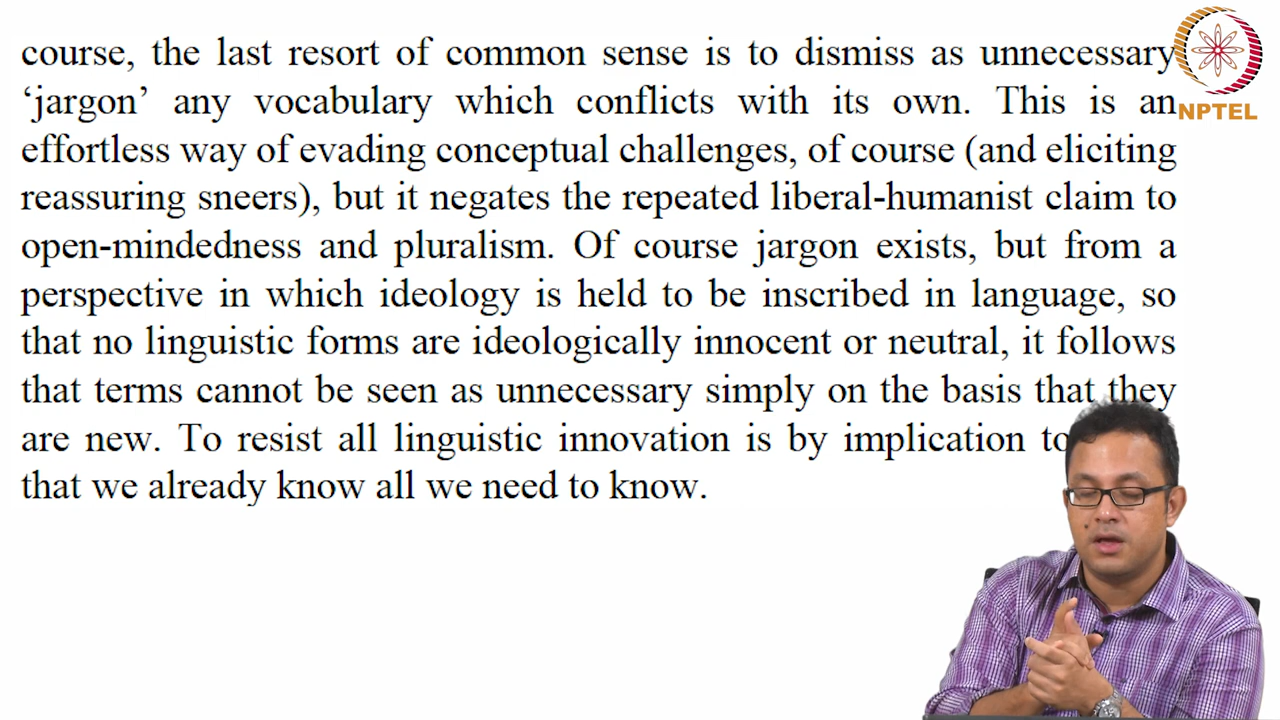 course, the last resort of common sense is to dismiss as unnecessary
‘jargon’ any vocabulary which conflicts with its own. This is an
effortless way of evading conceptual challenges, of course (and eliciting
reassuring sneers), but it negates the repeated liberal-humanist claim to
open-mindedness and pluralism. Of course jargon exists, but from a
perspective in which ideology is held to be inscribed in language, so
that no linguistic forms are ideologically innocent or neutral, it follows
that terms cannot be seen as unnecessary simply on the basis that they
are new. To resist all linguistic innovation is by implication to
that we already know all we need to know.
NPTEL